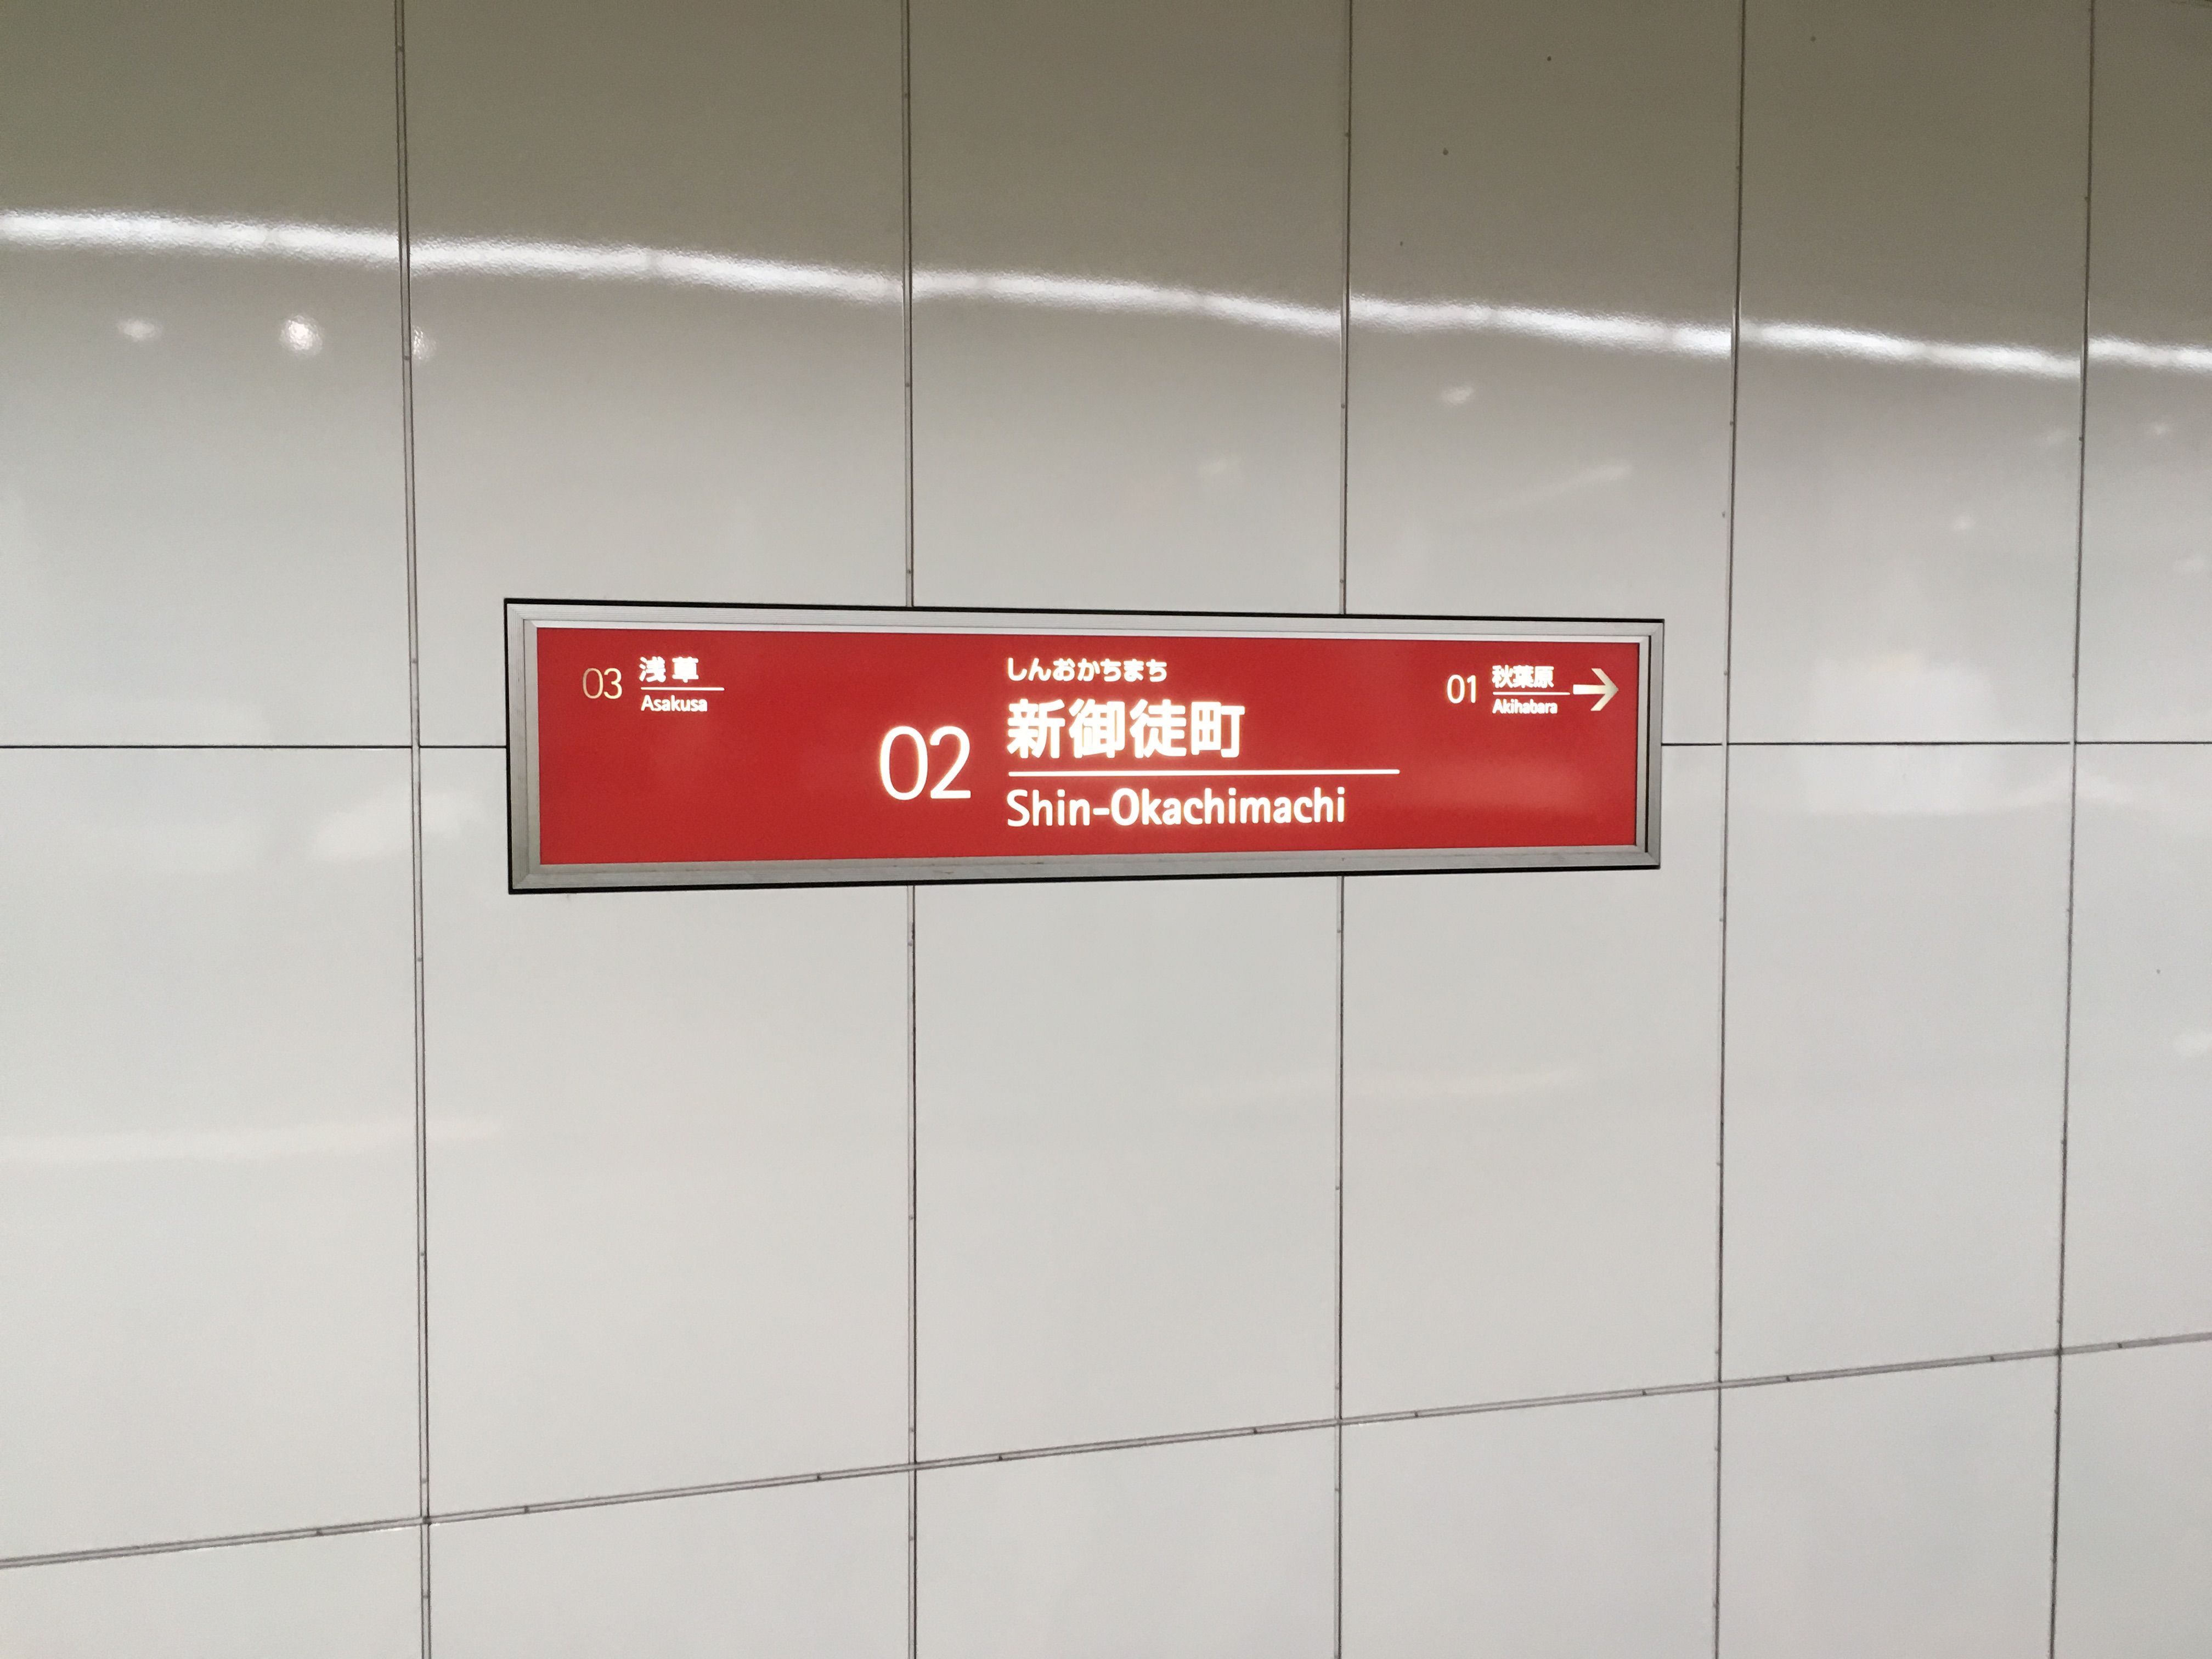 03 浅草
Asakusa
しんおかちまち
02 新御徒町
Shin-Okachimachi
01 秋葉原 →
Akihabara